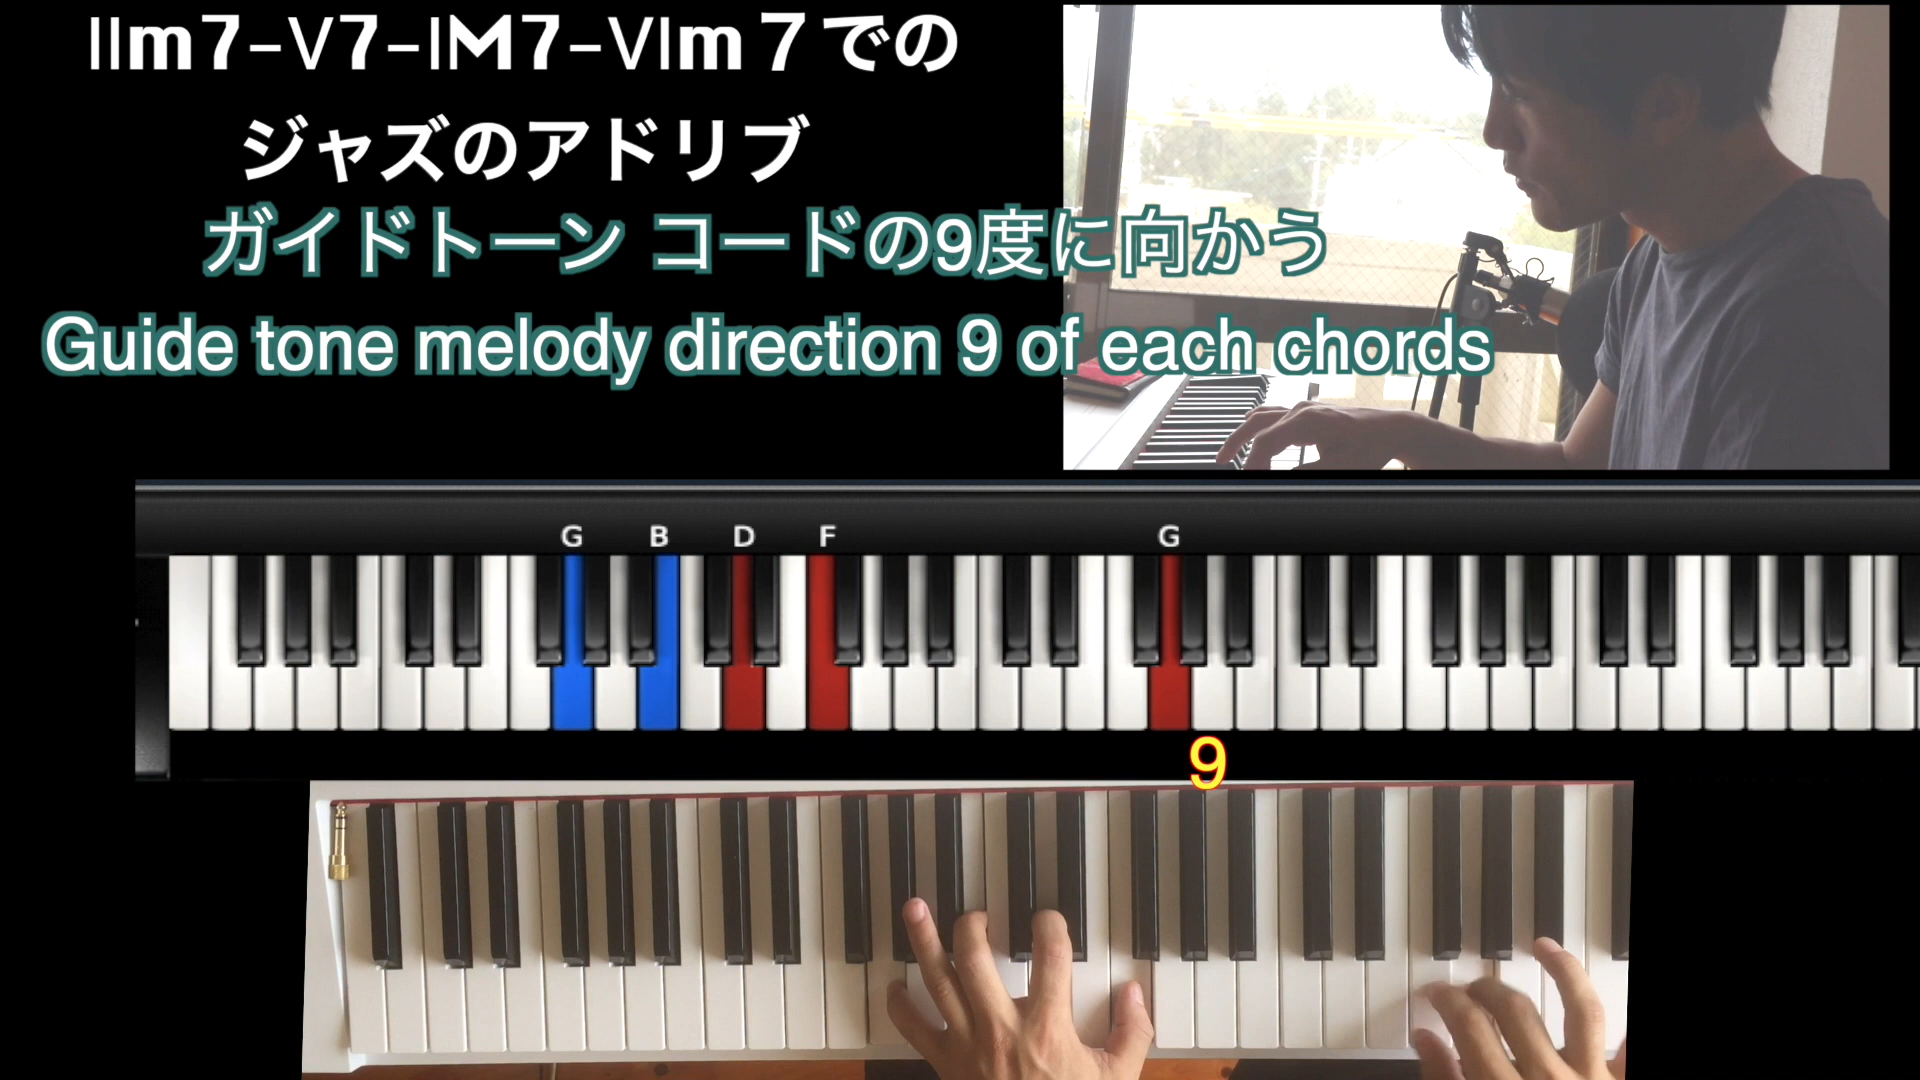 IIm7-V7-IM7-VIm７での
ジャズのアドリブ
ガイドトーン コードの9度に向かう
Guide tone melody direction 9 of each chords
G B D F G
9